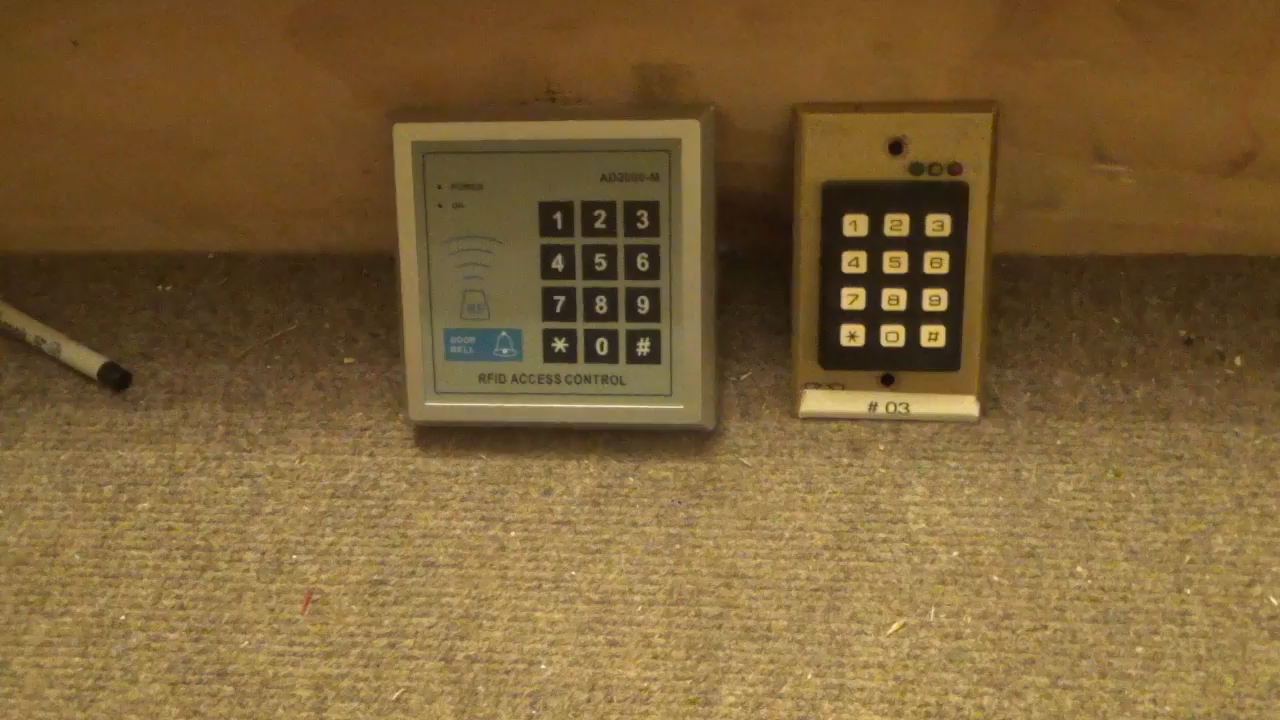 AD2000-M
POWER
OK
1 2 3
4 5 6
7 8 9
* 0 #
DOOR
BELL
RFID ACCESS CONTROL
1 2 3
4 5 6
7 8 9
* 0 #
# 03